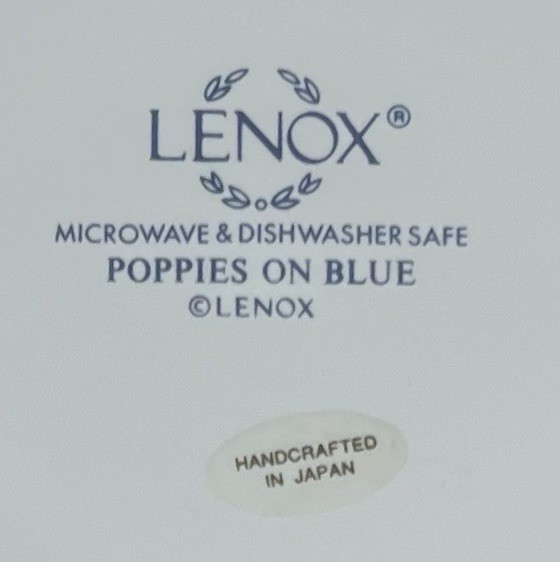 LENOX®
MICROWAVE & DISHWASHER SAFE
POPPIES ON BLUE
©LENOX
HANDCRAFTED
IN JAPAN